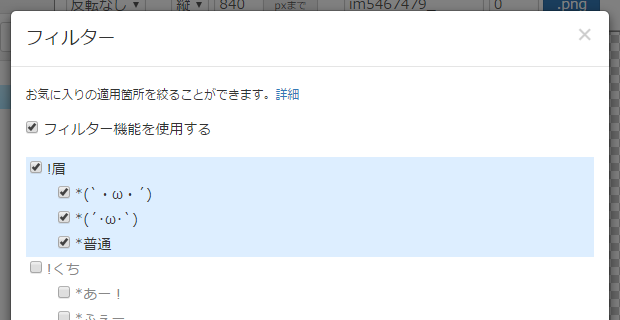 反転なし 縦 840 pxまで im5467479_ 0 .png
フィルター ×
お気に入りの適用箇所を絞ることができます。詳細
フィルター機能を使用する
!眉
*(`・ω・´)
*(´･ω･`)
*普通
!くち
*あー！
*ふぇー